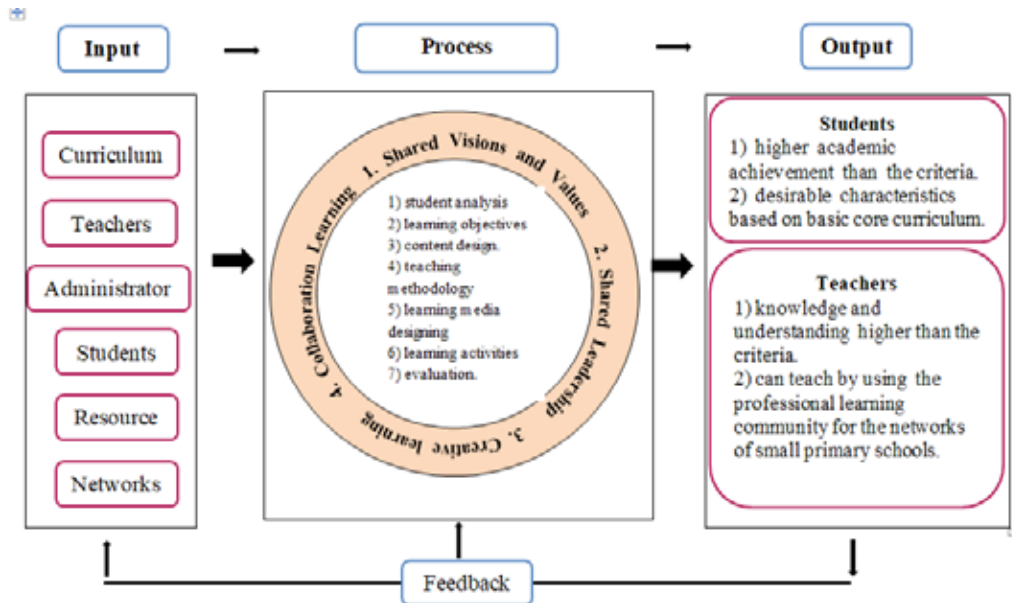 Input
Process
Output
Curriculum
Teachers
Administrator
Students
Resource
Networks
1. Shared Visions and Values
2. Shared Leadership
3. Creative learning
4. Collaboration Learning
1) student analysis
2) learning objectives
3) content design.
4) teaching
methodology
5) learning media
designing
6) learning activities
7) evaluation.
Students
1) higher academic
achievement than the criteria.
2) desirable characteristics
based on basic core curriculum.
Teachers
1) knowledge and
understanding higher than the
criteria.
2) can teach by using the
professional learning
community for the networks
of small primary schools.
Feedback